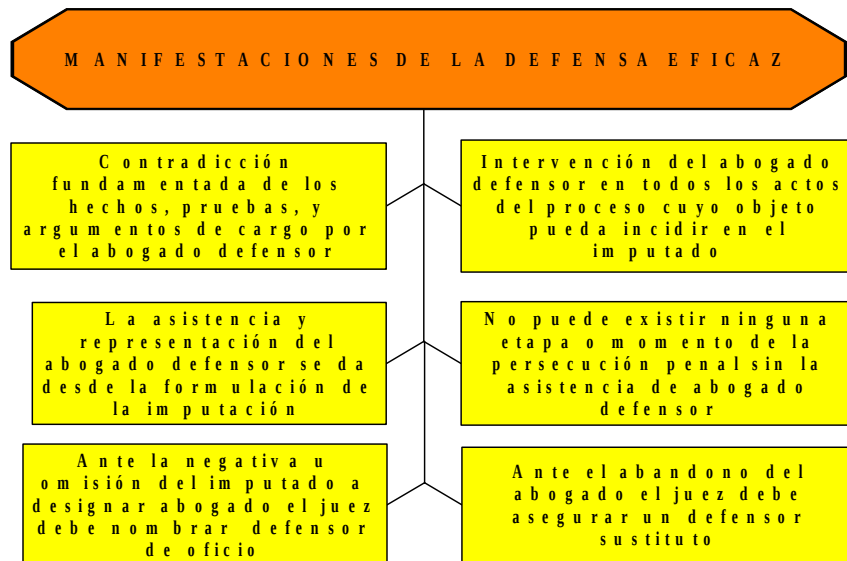 MANIFESTACIONES DE LA DEFENSA EFICAZ
Contradicción
fundamentada de los
hechos, pruebas, y
argumentos de cargo por
el abogado defensor
Intervención del abogado
defensor en todos los actos
del proceso cuyo objeto
pueda incidir en el
imputado
La asistencia y
representación del
abogado defensor se da
desde la formulación de
la imputación
No puede existir ninguna
etapa o momento de la
persecución penal sin la
asistencia de abogado
defensor
Ante la negativa u
omisión del imputado a
designar abogado el juez
debe nombrar defensor
de oficio
Ante el abandono del
abogado el juez debe
asegurar un defensor
sustituto